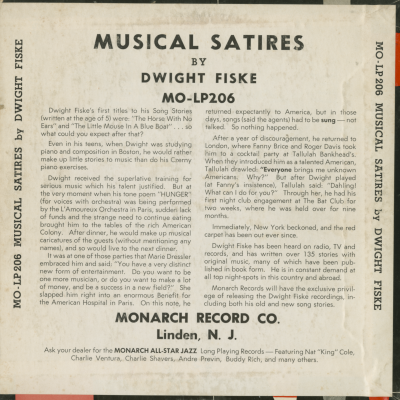 MUSICAL SATIRES
BY
DWIGHT FISKE
MO-LP206
MO-LP 206 MUSICAL SATIRES by DWIGHT FISKE
Dwight Fiske's first titles to his Song Stories
(written at the age of 5) were: "The Horse With No
Ears" and "The Little Mouse In A Blue Boat" . . . so
what could you expect after that?
Even in his teens, when Dwight was studying
piano and composition in Boston, he would rather
make up little stories to music than do his Czerny
piano exercises.
Dwight received the superlative training for
serious music which his talent justified. But at
the very moment when his tone poem "HUNGER"
(for voices with orchestra) was being performed
by the L'Amoureux Orchestra in Paris, sudden lack
of funds and the strange need to continue eating
brought him to the tables of the rich American
Colony. After dinner, he would make up musical
caricatures of the guests (without mentioning any
names), and so would live to the next dinner.
It was at one of those parties that Marie Dressler
embraced him and said: "You have a very distinct
new form of entertainment. Do you want to be
one more musician, or do you want to make a lot
of money, and be a success in a new field?" She
slapped him right into an enormous Benefit for
the American Hospital in Paris. On this note, he
returned expectantly to America, but in those
days, songs (said the agents) had to be sung — not
talked. So nothing happened.
After a year of discouragement, he returned to
London, where Fanny Brice and Roger Davis took
him to a cocktail party at Tallulah Bankhead's.
When they introduced him as a talented American,
Tallulah drawled, "Everyone brings me unknown
Americans. Why?" But after Dwight played
(at Fanny's insistence), Tallulah said, "Dahling!
What can I do for you?" Through her, he had his
first night club engagement at The Bat Club for
two weeks, where he was held over for nine
months.
Immediately, New York beckoned, and the red
carpet has been out ever since.
Dwight Fiske has been heard on radio, TV and
records, and has written over 135 stories with
original music, many of which have been pub-
lished in book form. He is in constant demand at
all top night-spots in this country and abroad.
Monarch Records will have the exclusive privi-
lege of releasing the Dwight Fiske recordings, in-
cluding both his old and new song stories.
MO-LP 206 MUSICAL SATIRES by DWIGHT FISKE
MONARCH RECORD CO.
Linden, N. J.
Ask your dealer for the MONARCH ALL-STAR JAZZ Long Playing Records — Featuring Nat "King" Cole,
Charlie Ventura, Charlie Shavers, Andre Previn, Buddy Rich, and many others.